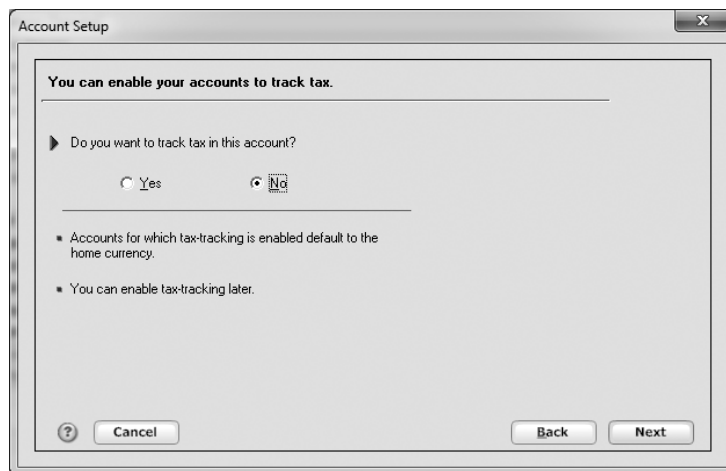 Account Setup
X
You can enable your accounts to track tax.
Do you want to track tax in this account?
Yes No
Accounts for which tax-tracking is enabled default to the
home currency.
You can enable tax-tracking later.
? Cancel Back Next